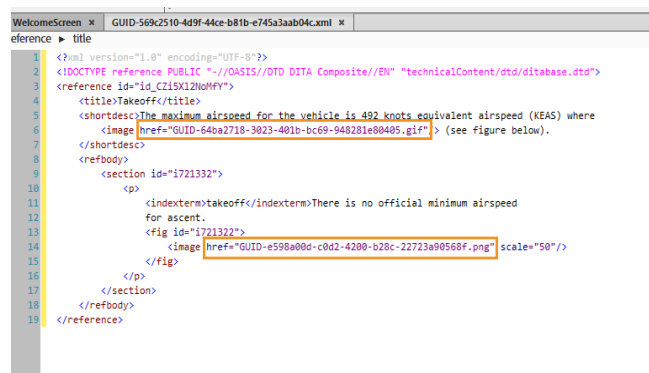 WelcomeScreen × GUID-569c2510-4d9f-44ce-b81b-e745a3aab04c.xml ×
eference ▸ title
1 <?xml version="1.0" encoding="UTF-8"?>
2 <!DOCTYPE reference PUBLIC "-//OASIS//DTD DITA Composite//EN" "technicalContent/dtd/ditabase.dtd">
3 <reference id="id_CZi5Xl2NoMfY">
4 <title>Takeoff</title>
5 <shortdesc>The maximum airspeed for the vehicle is 492 knots equivalent airspeed (KEAS) where
6 <image href="GUID-64ba2718-3023-401b-bc69-948281e80405.gif"/> (see figure below).
7 </shortdesc>
8 <refbody>
9 <section id="i721332">
10 <p>
11 <indexterm>takeoff</indexterm>There is no official minimum airspeed
12 for ascent.
13 <fig id="i721322">
14 <image href="GUID-e598a00d-c0d2-4200-b28c-22723a90568f.png" scale="50"/>
15 </fig>
16 </p>
17 </section>
18 </refbody>
19 </reference>